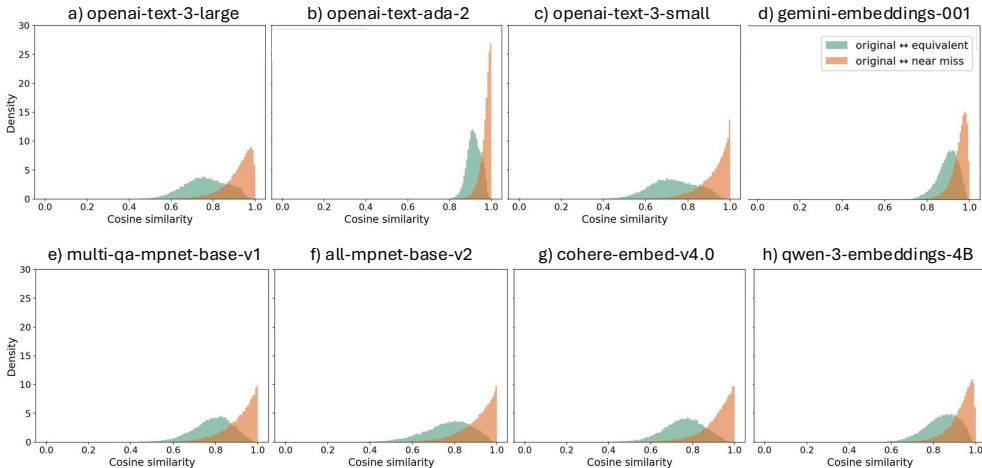 a) openai-text-3-large
b) openai-text-ada-2
c) openai-text-3-small
d) gemini-embeddings-001
original ↔ equivalent
original ↔ near miss
Density
30
25
20
15
10
5
0
0.0 0.2 0.4 0.6 0.8 1.0
Cosine similarity
0.0 0.2 0.4 0.6 0.8 1.0
Cosine similarity
0.0 0.2 0.4 0.6 0.8 1.0
Cosine similarity
0.0 0.2 0.4 0.6 0.8 1.0
Cosine similarity
e) multi-qa-mpnet-base-v1
f) all-mpnet-base-v2
g) cohere-embed-v4.0
h) qwen-3-embeddings-4B
Density
30
25
20
15
10
5
0
0.0 0.2 0.4 0.6 0.8 1.0
Cosine similarity
0.0 0.2 0.4 0.6 0.8 1.0
Cosine similarity
0.0 0.2 0.4 0.6 0.8 1.0
Cosine similarity
0.0 0.2 0.4 0.6 0.8 1.0
Cosine similarity